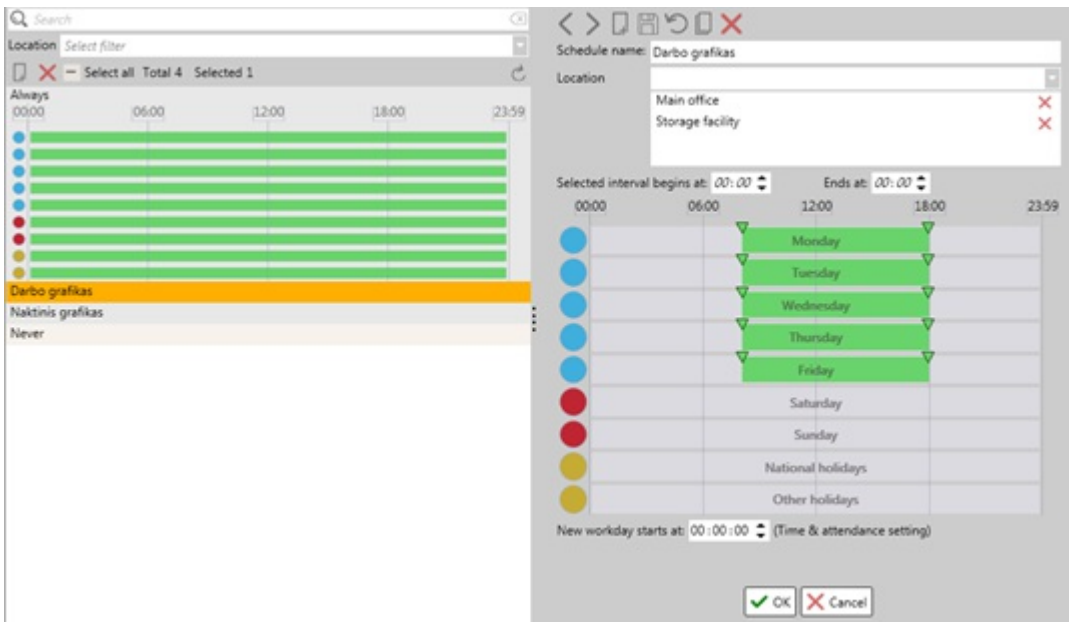 Search
Location Select filter
Select all Total 4 Selected 1
Always
00:00 06:00 12:00 18:00 23:59
Darbo grafikas
Naktinis grafikas
Never
Schedule name: Darbo grafikas
Location
Main office
Storage facility
Selected interval begins at: 00:00 Ends at: 00:00
00:00 06:00 12:00 18:00 23:59
Monday
Tuesday
Wednesday
Thursday
Friday
Saturday
Sunday
National holidays
Other holidays
New workday starts at: 00:00:00 (Time & attendance setting)
OK Cancel